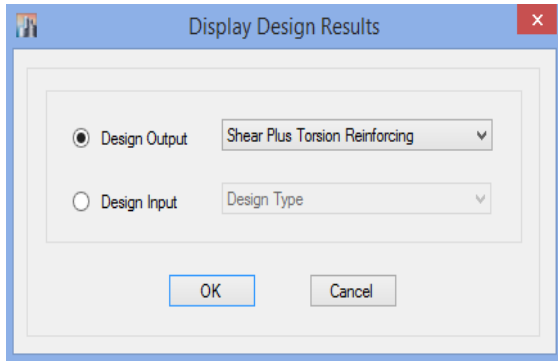 Display Design Results
Design Output
Shear Plus Torsion Reinforcing
Design Input
Design Type
OK
Cancel